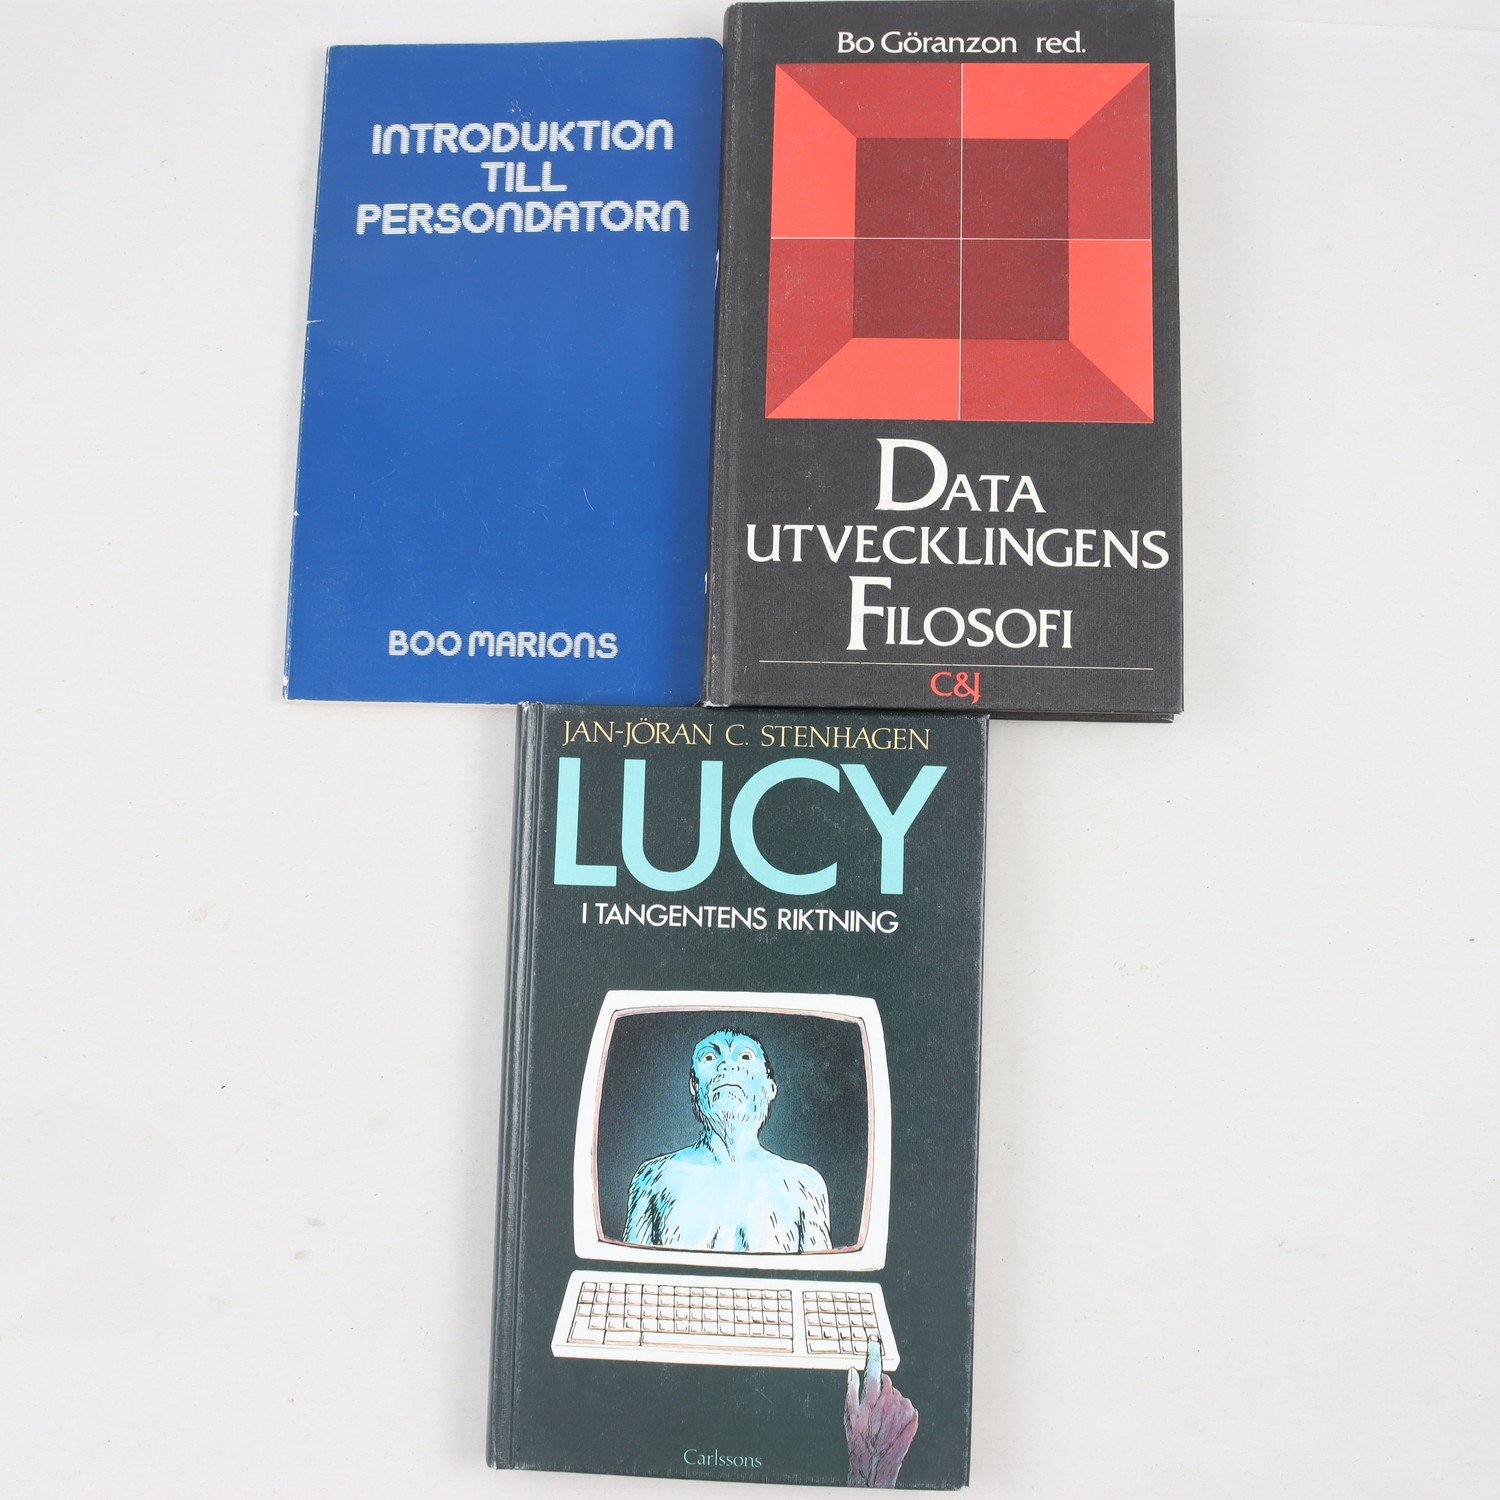 INTRODUKTION
TILL
PERSONDATORN
BOO MARIONS
Bo Göranzon red.
DATA
UTVECKLINGENS
FILOSOFI
C&J
JAN-JÖRAN C. STENHAGEN
LUCY
I TANGENTENS RIKTNING
Carlssons